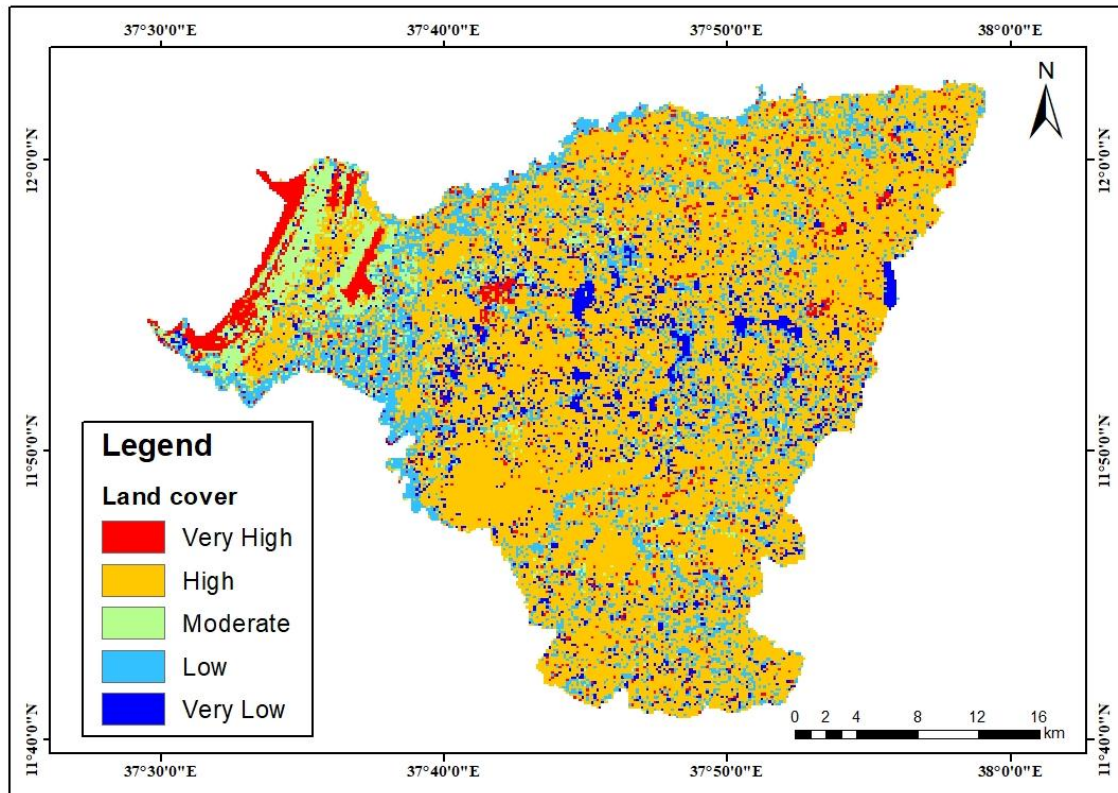 37°30'0"E 37°40'0"E 37°50'0"E 38°0'0"E
N
12°0'0"N 12°0'0"N
11°50'0"N 11°50'0"N
11°40'0"N 11°40'0"N
Legend
Land cover
Very High
High
Moderate
Low
Very Low
0 2 4 8 12 16
km
37°30'0"E 37°40'0"E 37°50'0"E 38°0'0"E